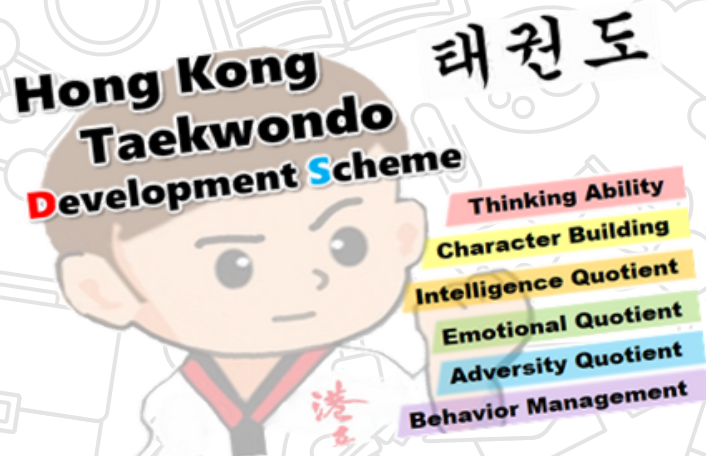 태권도
Hong Kong
Taekwondo
Development Scheme
Thinking Ability
Character Building
Intelligence Quotient
Emotional Quotient
Adversity Quotient
Behavior Management
港